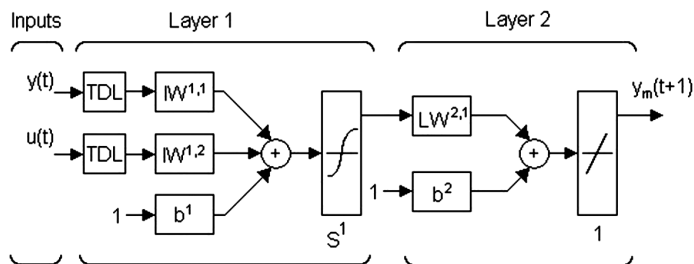 Inputs Layer 1 Layer 2
y(t) TDL IW1,1 ym(t+1)
LW2,1
u(t) TDL IW1,2 + +
1 b1 1 b2
S1 1